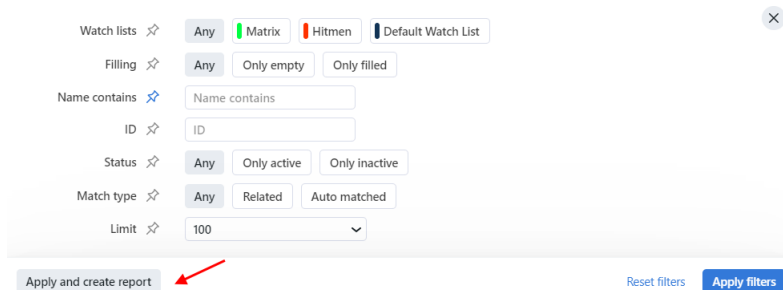 Watch lists Any Matrix Hitmen Default Watch List
Filling Any Only empty Only filled
Name contains Name contains
ID ID
Status Any Only active Only inactive
Match type Any Related Auto matched
Limit 100
Apply and create report Reset filters Apply filters